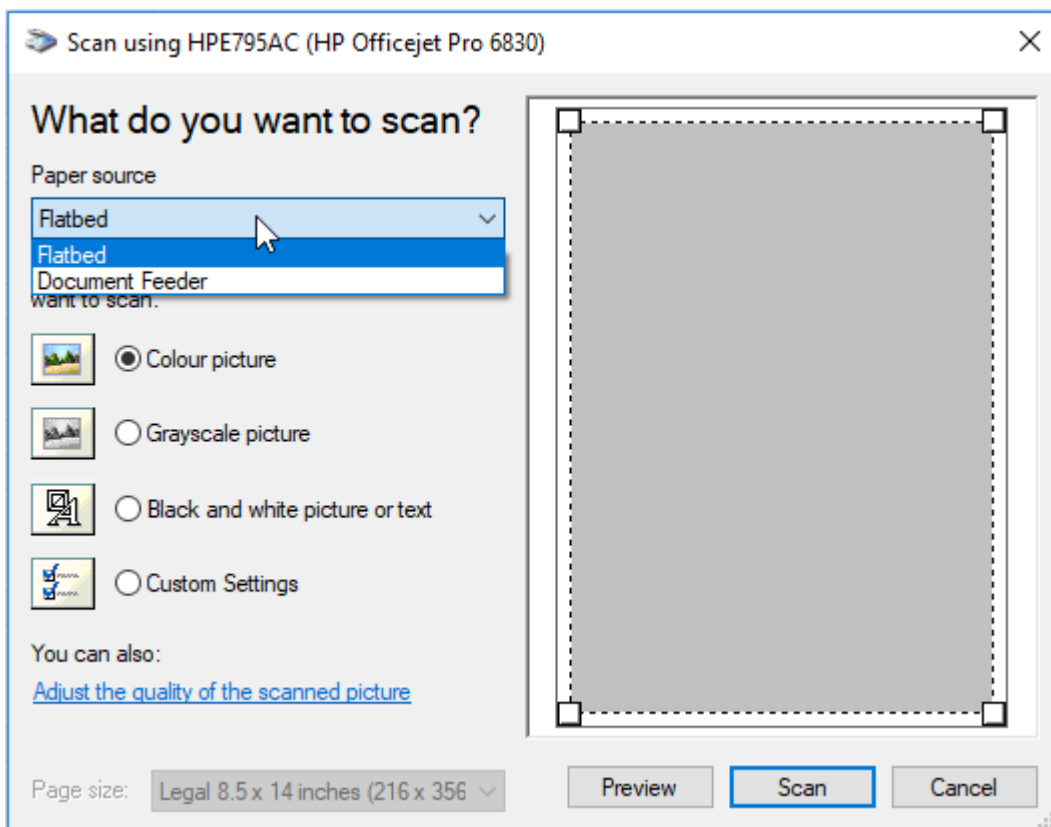 Scan using HPE795AC (HP Officejet Pro 6830)
What do you want to scan?
Paper source
Flatbed
Flatbed
Document Feeder
want to scan:
Colour picture
Grayscale picture
Black and white picture or text
Custom Settings
You can also:
Adjust the quality of the scanned picture
Page size: Legal 8.5 x 14 inches (216 x 356
Preview Scan Cancel